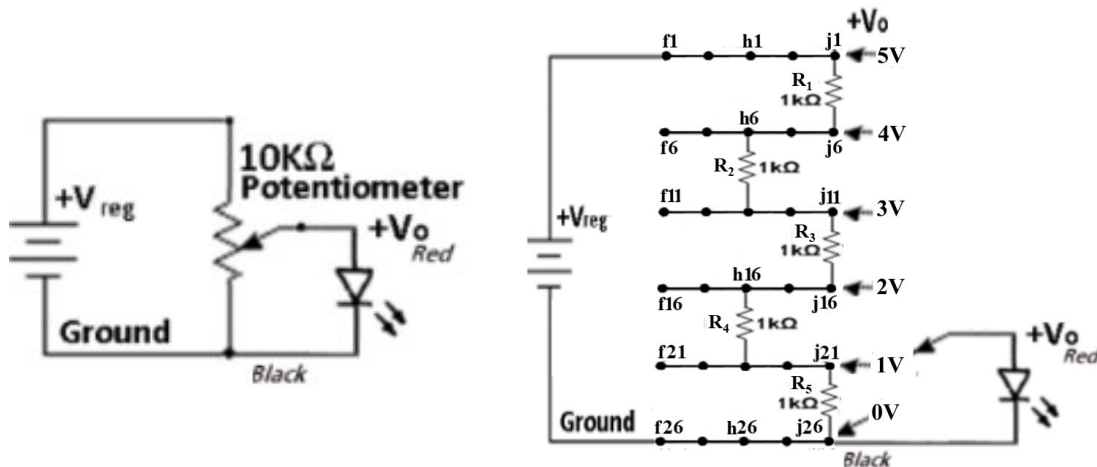 10KΩ
Potentiometer
+Vreg
+Vo
Red
Ground
Black
+Vo
f1 h1 j1 5V
R1
1kΩ
f6 h6 j6 4V
R2 1kΩ
f11 j11 3V
+Vreg
R3
1kΩ
h16
f16 j16 2V
R4 1kΩ
f21 j21 1V
+Vo
Red
R5
1kΩ
0V
Ground f26 h26 j26
Black